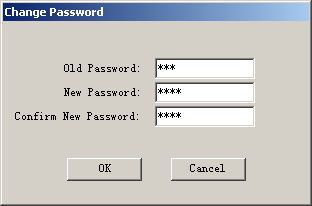 Change Password
Old Password: ***
New Password: ****
Confirm New Password: ****
OK Cancel